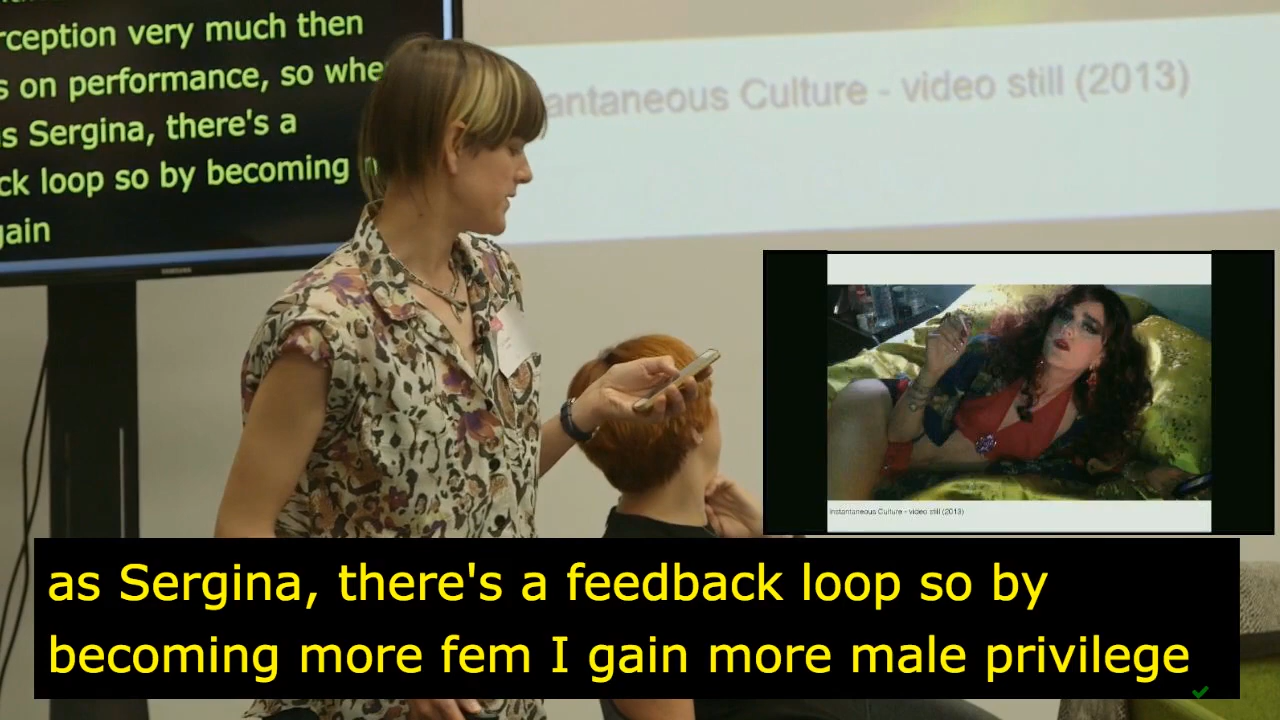 rception very much then
s on performance, so whe
as Sergina, there's a
ck loop so by becoming
gain
SAMSUNG
antaneous Culture - video still (2013)
Instantaneous Culture - video still (2013)
as Sergina, there's a feedback loop so by
becoming more fem I gain more male privilege